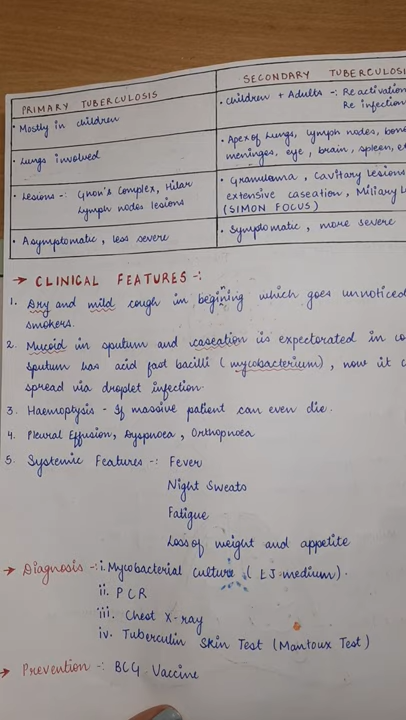 PRIMARY TUBERCULOSIS
SECONDARY TUBERCULOSI
• Mostly in children
• Children + Adults -: Reactivation
Re infection
• Lungs involved
• Apex of Lungs, Lymph nodes, bon
meninges, eye, brain, spleen, e
• Lesions -: Ghon's Complex, Hilar
Lymph nodes lesions
• Granuloma, Cavitary Lesions
extensive caseation, Miliary L
(SIMON FOCUS)
• Asymptomatic, less severe
• Symptomatic, more severe
→ CLINICAL FEATURES -:
1. Dry and mild cough in begining which goes unnoticed
smokers.
2. Mucoid in sputum and caseation is expectorated in co
sputum has acid fast bacilli (mycobacterium), now it c
spread via droplet infection.
3. Haemoptysis - If massive patient can even die.
4. Pleural Effusion, Dyspnoea, Orthopnoea
5. Systemic Features -: Fever
Night Sweats
Fatigue
Loss of weight and appetite
→ Diagnosis -: i. Mycobacterial culture (LJ medium).
ii. PCR
iii. Chest X-ray
iv. Tuberculin Skin Test (Mantoux Test)
→ Prevention -: BCG Vaccine